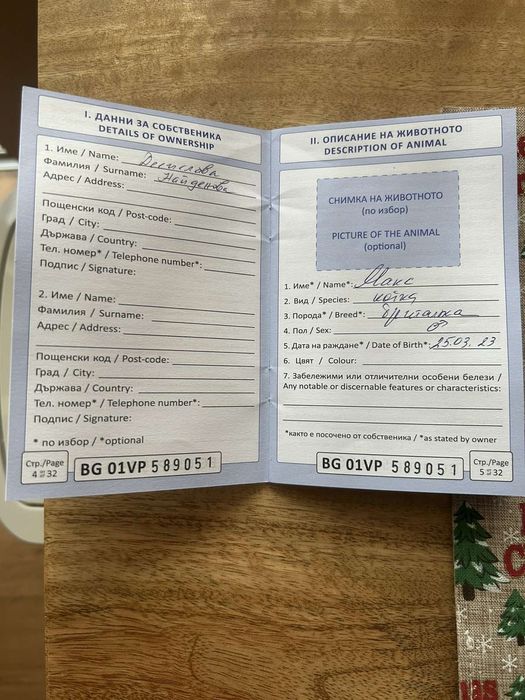 I. ДАННИ ЗА СОБСТВЕНИКА
DETAILS OF OWNERSHIP
1. Име / Name: Десислава
Фамилия / Surname: Найденова
Адрес / Address:
Пощенски код / Post-code:
Град / City:
Държава / Country:
Тел. номер* / Telephone number*:
Подпис / Signature:
2. Име / Name:
Фамилия / Surname:
Адрес / Address:
Пощенски код / Post-code:
Град / City:
Държава / Country:
Тел. номер* / Telephone number*:
Подпис / Signature:
* по избор / *optional
Стр./Page
4 от/of 32
BG 01VP 589051
II. ОПИСАНИЕ НА ЖИВОТНОТО
DESCRIPTION OF ANIMAL
СНИМКА НА ЖИВОТНОТО
(по избор)
PICTURE OF THE ANIMAL
(optional)
1. Име* / Name*: Макс
2. Вид / Species: котка
3. Порода* / Breed*: Британка
4. Пол / Sex: ♂
5. Дата на раждане* / Date of Birth*: 25.03.23
6. Цвят / Colour:
7. Забележими или отличителни особени белези /
Any notable or discernable features or characteristics:
*както е посочено от собственика / *as stated by owner
BG 01VP 589051
Стр./Page
5 от/of 32